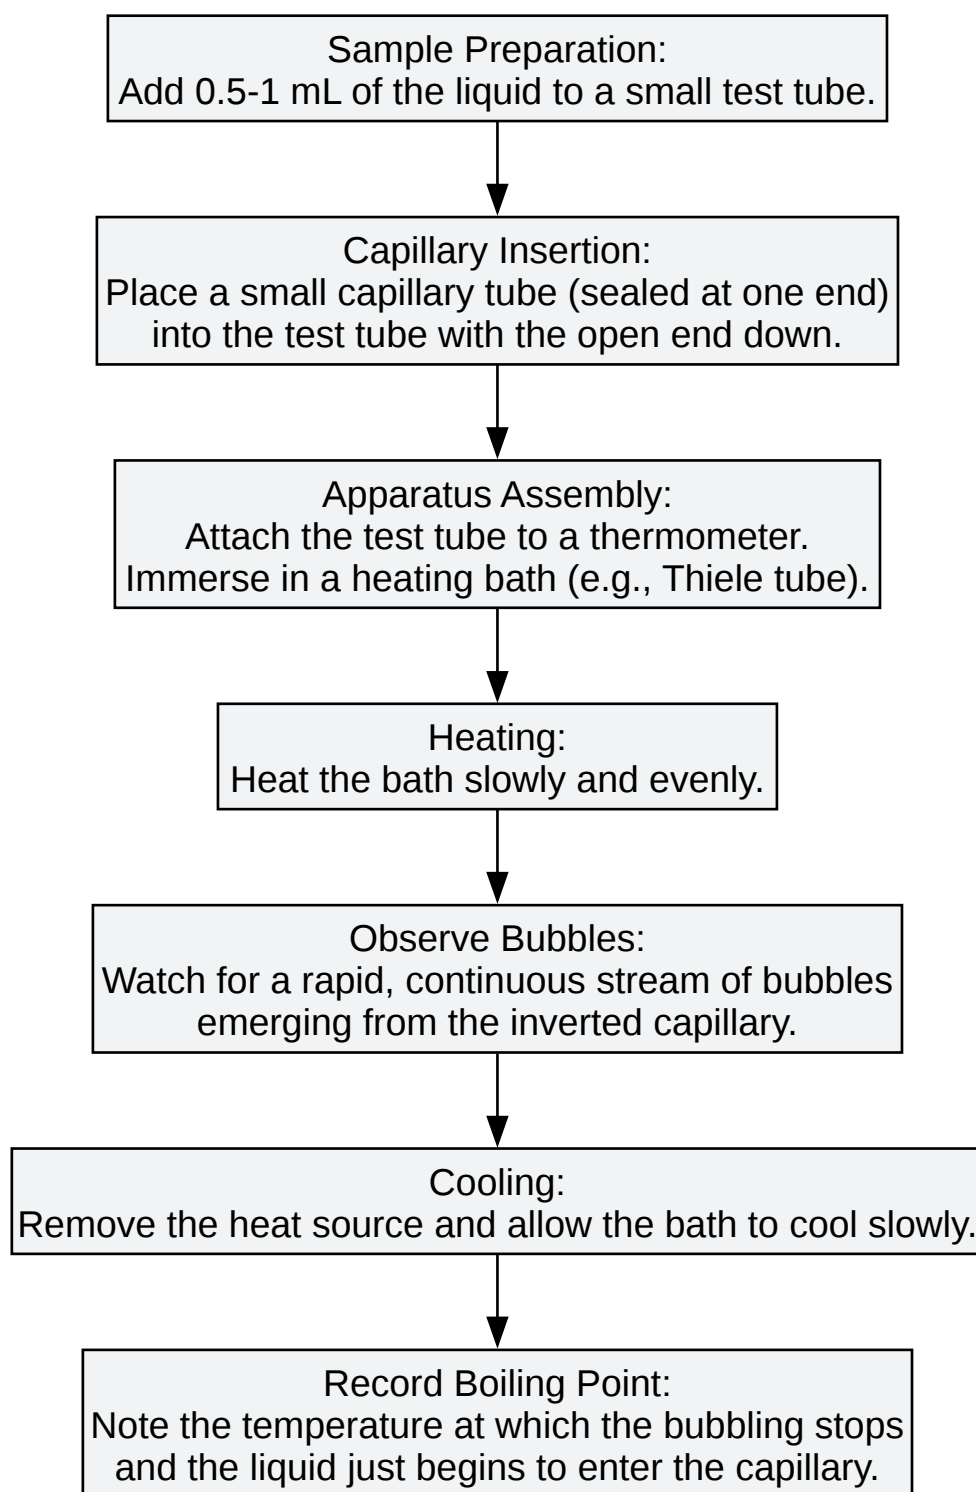 Sample Preparation:
Add 0.5-1 mL of the liquid to a small test tube.
Capillary Insertion:
Place a small capillary tube (sealed at one end)
into the test tube with the open end down.
Apparatus Assembly:
Attach the test tube to a thermometer.
Immerse in a heating bath (e.g., Thiele tube).
Heating:
Heat the bath slowly and evenly.
Observe Bubbles:
Watch for a rapid, continuous stream of bubbles
emerging from the inverted capillary.
Cooling:
Remove the heat source and allow the bath to cool slowly.
Record Boiling Point:
Note the temperature at which the bubbling stops
and the liquid just begins to enter the capillary.